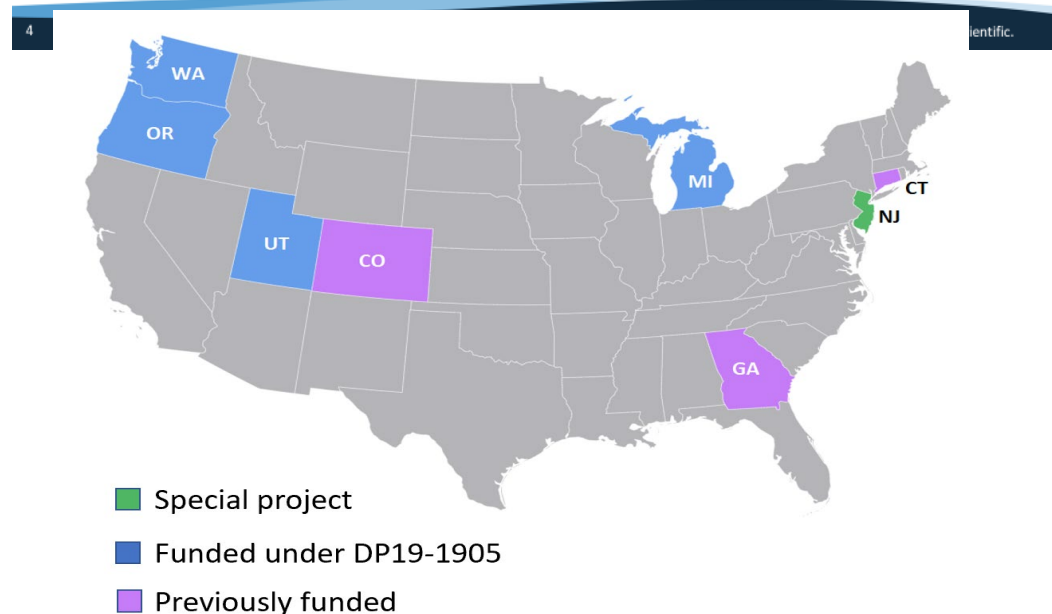 4
ientific.
WA
OR
MI
CT
NJ
UT
CO
GA
Special project
Funded under DP19-1905
Previously funded